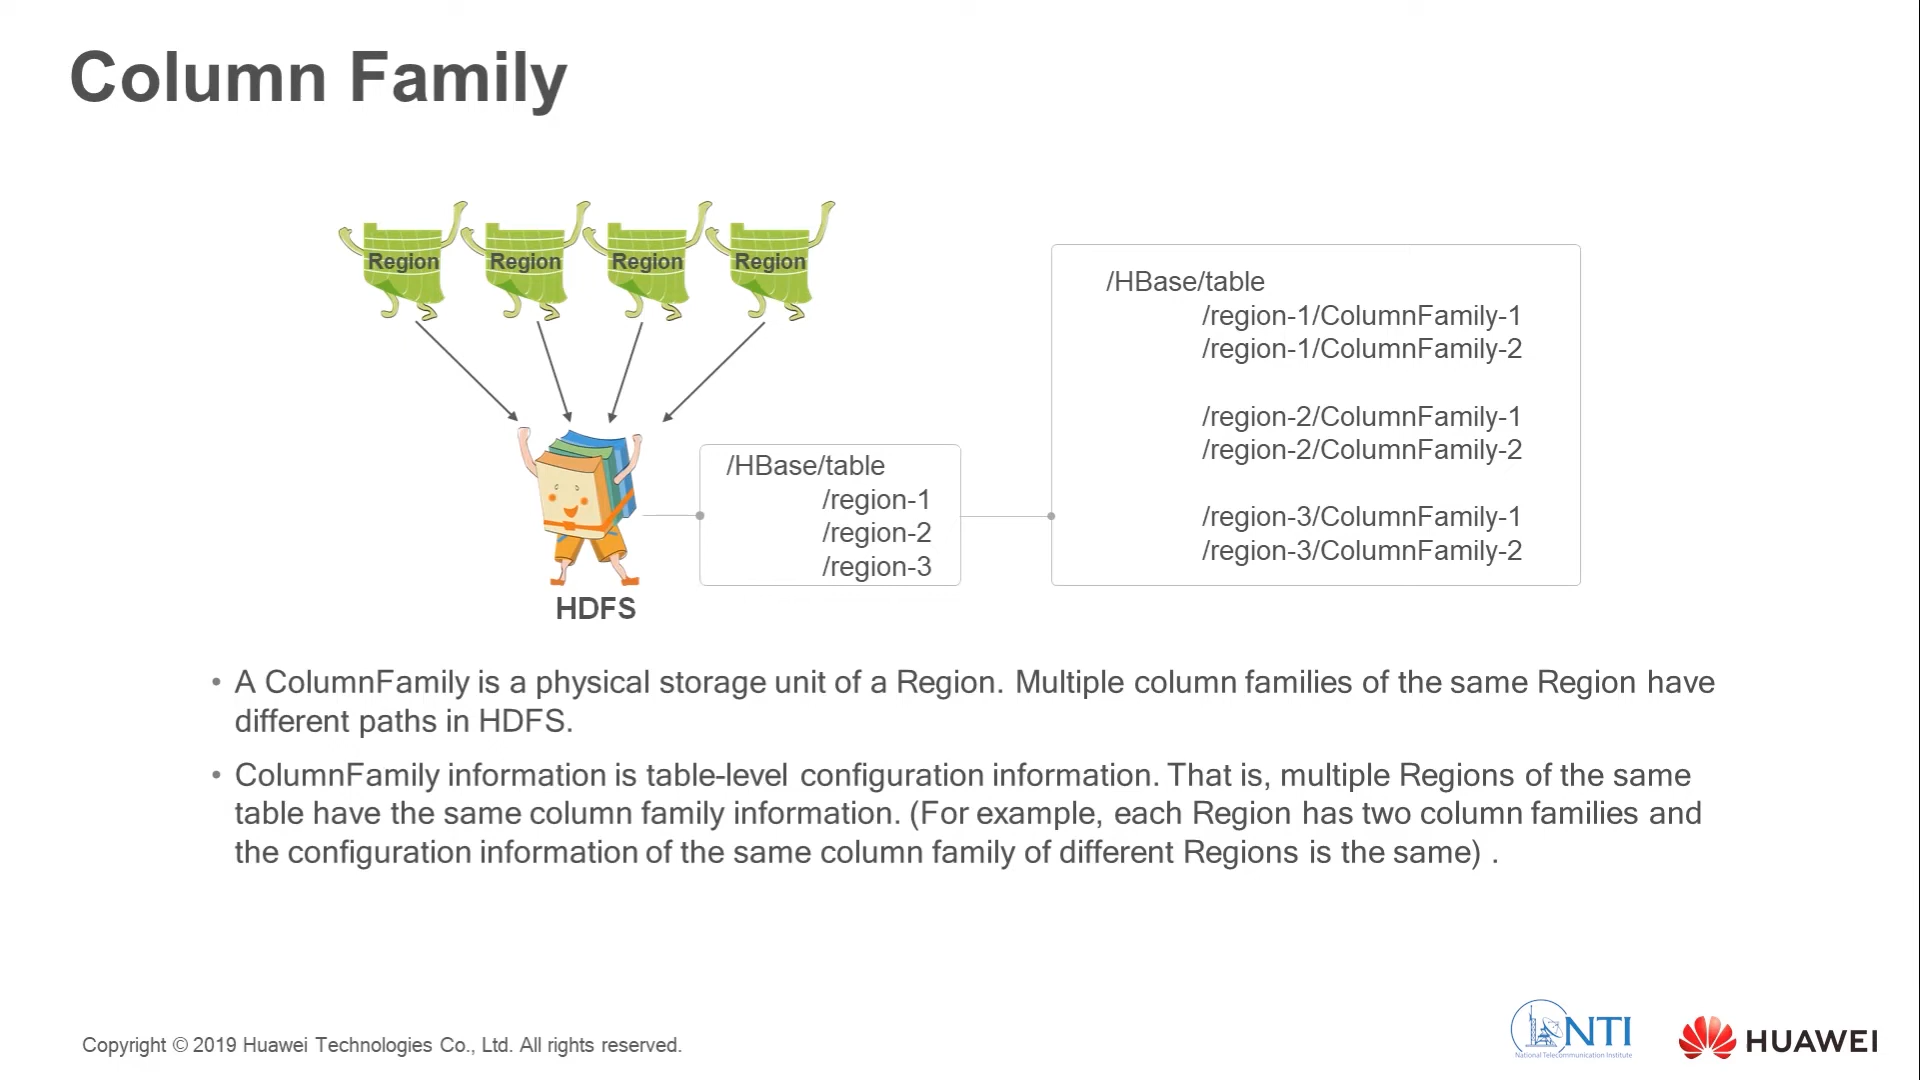 Column Family
Region Region Region Region
/HBase/table
/region-1/ColumnFamily-1
/region-1/ColumnFamily-2
/region-2/ColumnFamily-1
/region-2/ColumnFamily-2
/region-3/ColumnFamily-1
/region-3/ColumnFamily-2
/HBase/table
/region-1
/region-2
/region-3
HDFS
• A ColumnFamily is a physical storage unit of a Region. Multiple column families of the same Region have
different paths in HDFS.
• ColumnFamily information is table-level configuration information. That is, multiple Regions of the same
table have the same column family information. (For example, each Region has two column families and
the configuration information of the same column family of different Regions is the same) .
Copyright © 2019 Huawei Technologies Co., Ltd. All rights reserved.
NTI
National Telecommunication Institute
HUAWEI